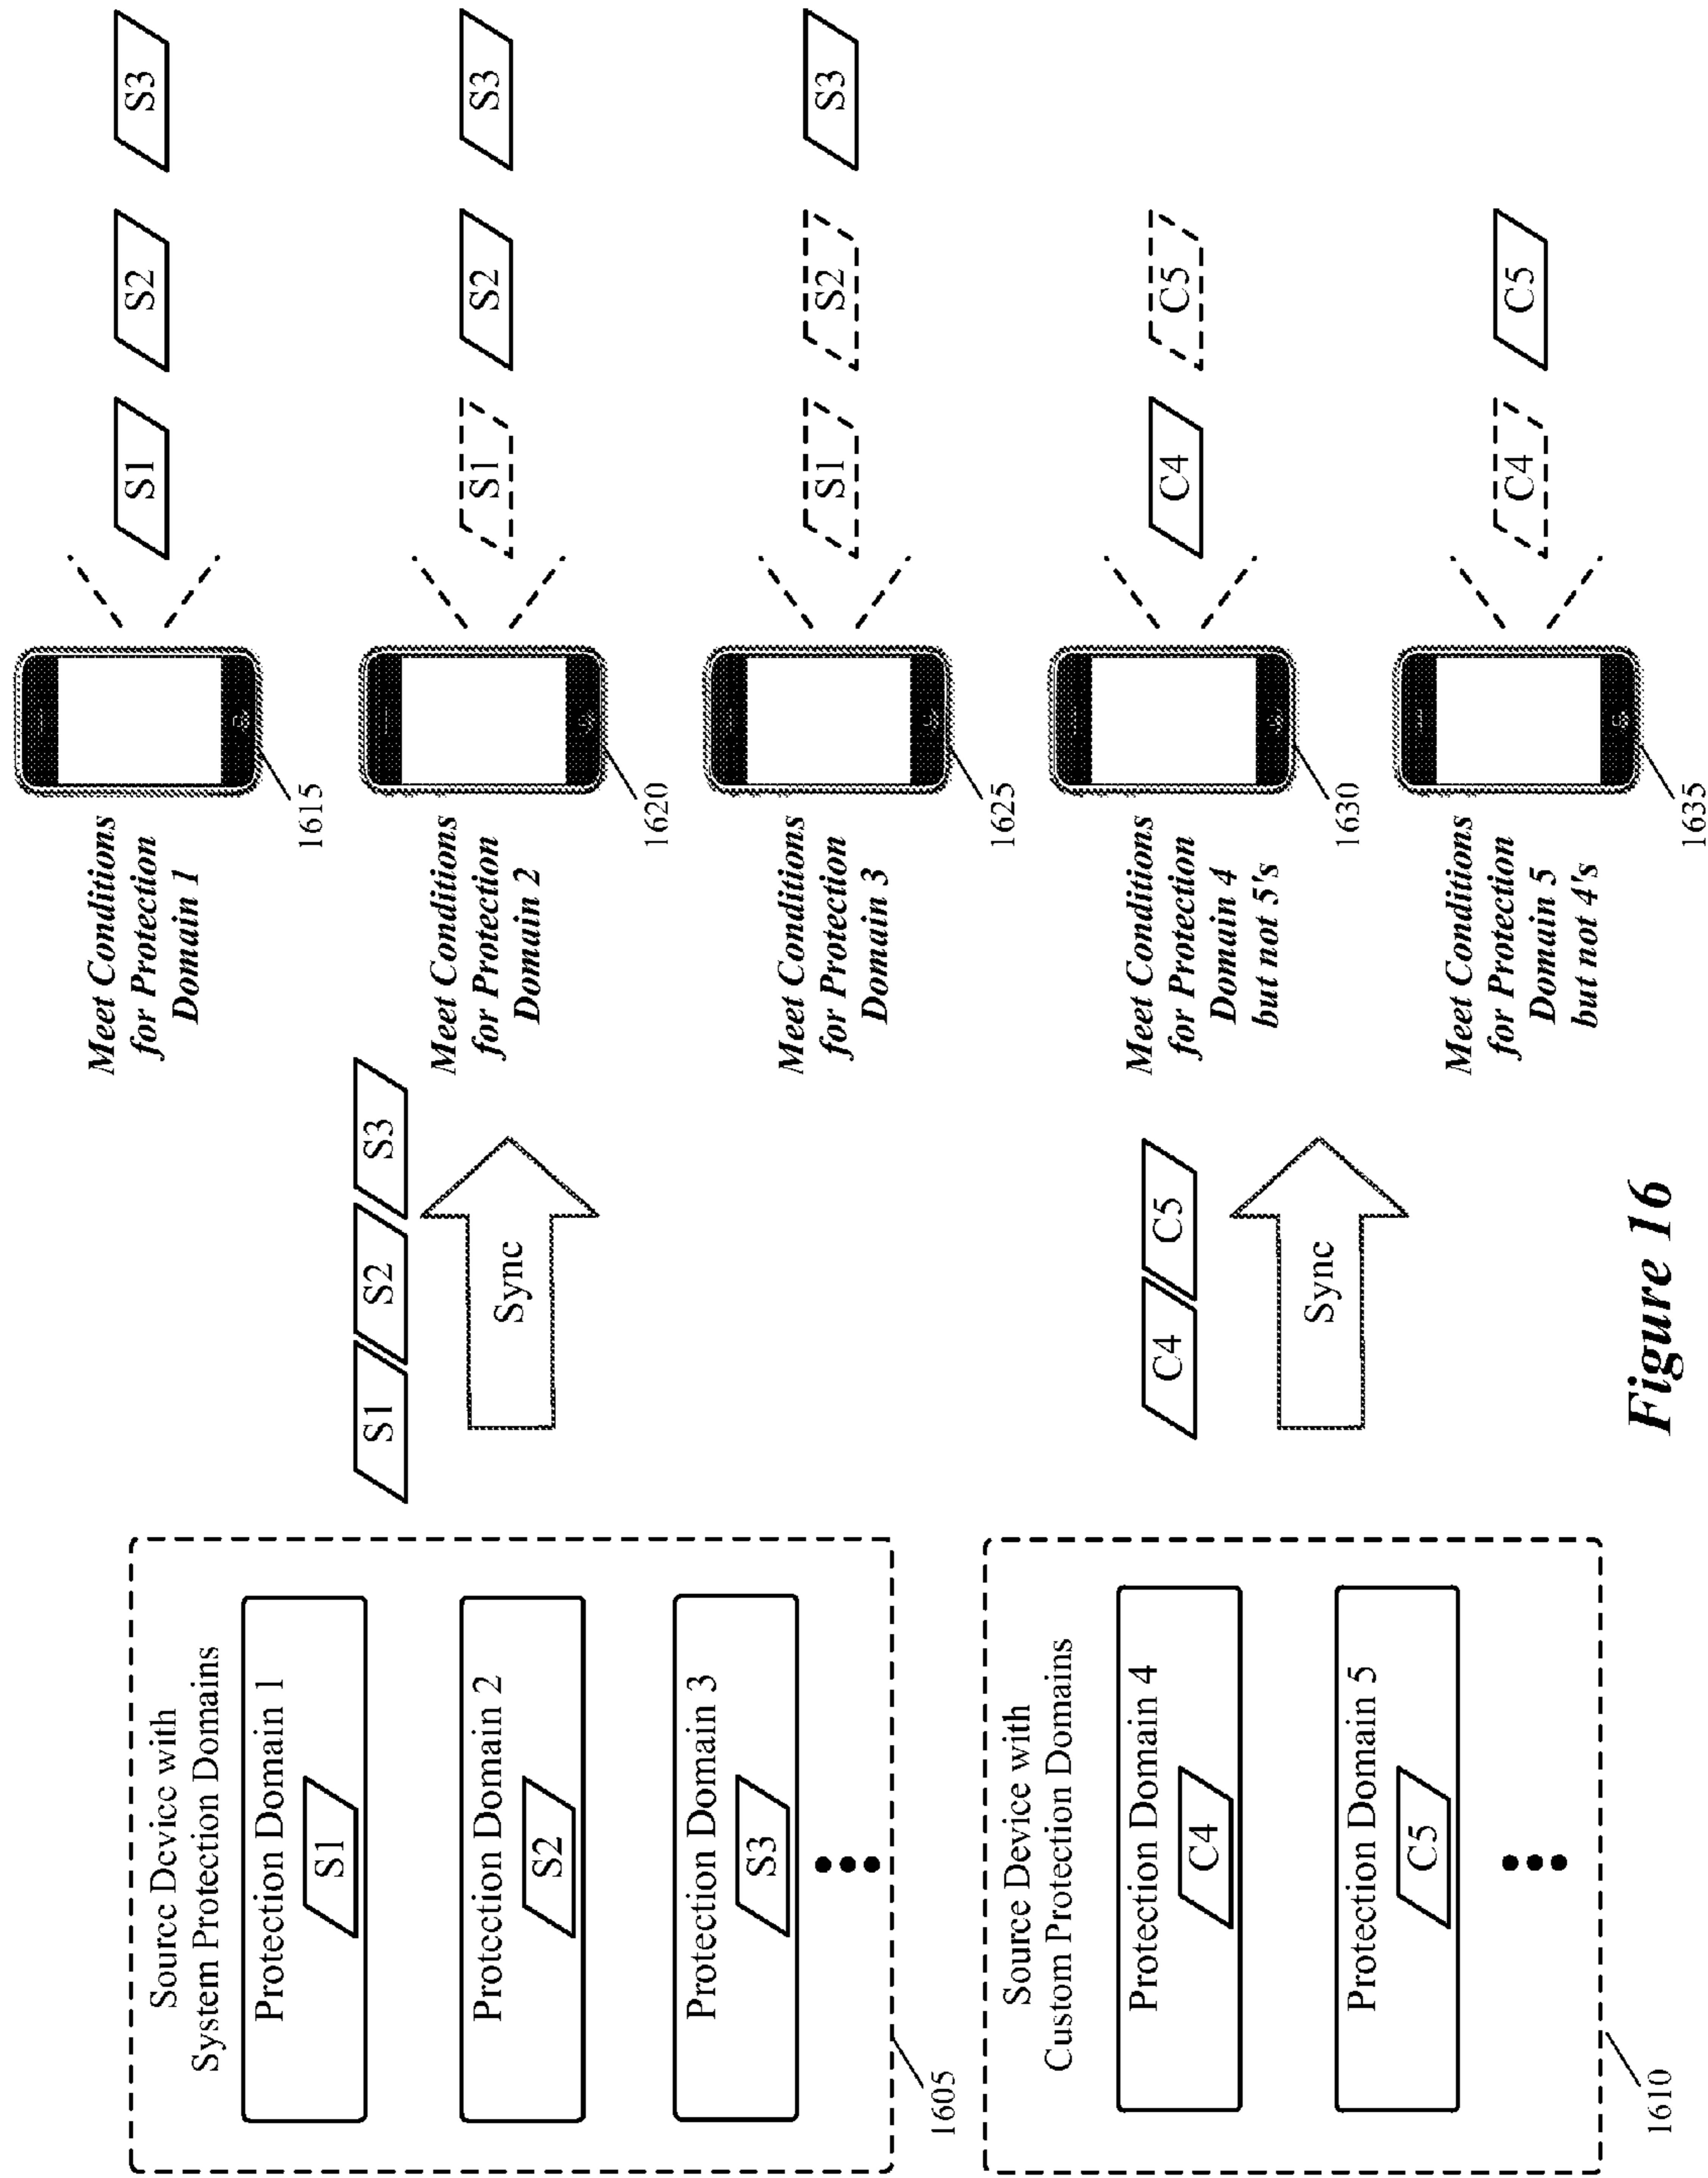 Source Device with
System Protection Domains
Protection Domain 1
S1
Protection Domain 2
S2
Protection Domain 3
S3
1605
Source Device with
Custom Protection Domains
Protection Domain 4
C4
Protection Domain 5
C5
1610
S1 S2 S3
Sync
C4 C5
Sync
Meet Conditions
for Protection
Domain 1
1615
S1 S2 S3
Meet Conditions
for Protection
Domain 2
1620
S1 S2 S3
Meet Conditions
for Protection
Domain 3
1625
S1 S2 S3
Meet Conditions
for Protection
Domain 4
but not 5's
1630
C4 C5
Meet Conditions
for Protection
Domain 5
but not 4's
1635
C4 C5
Figure 16